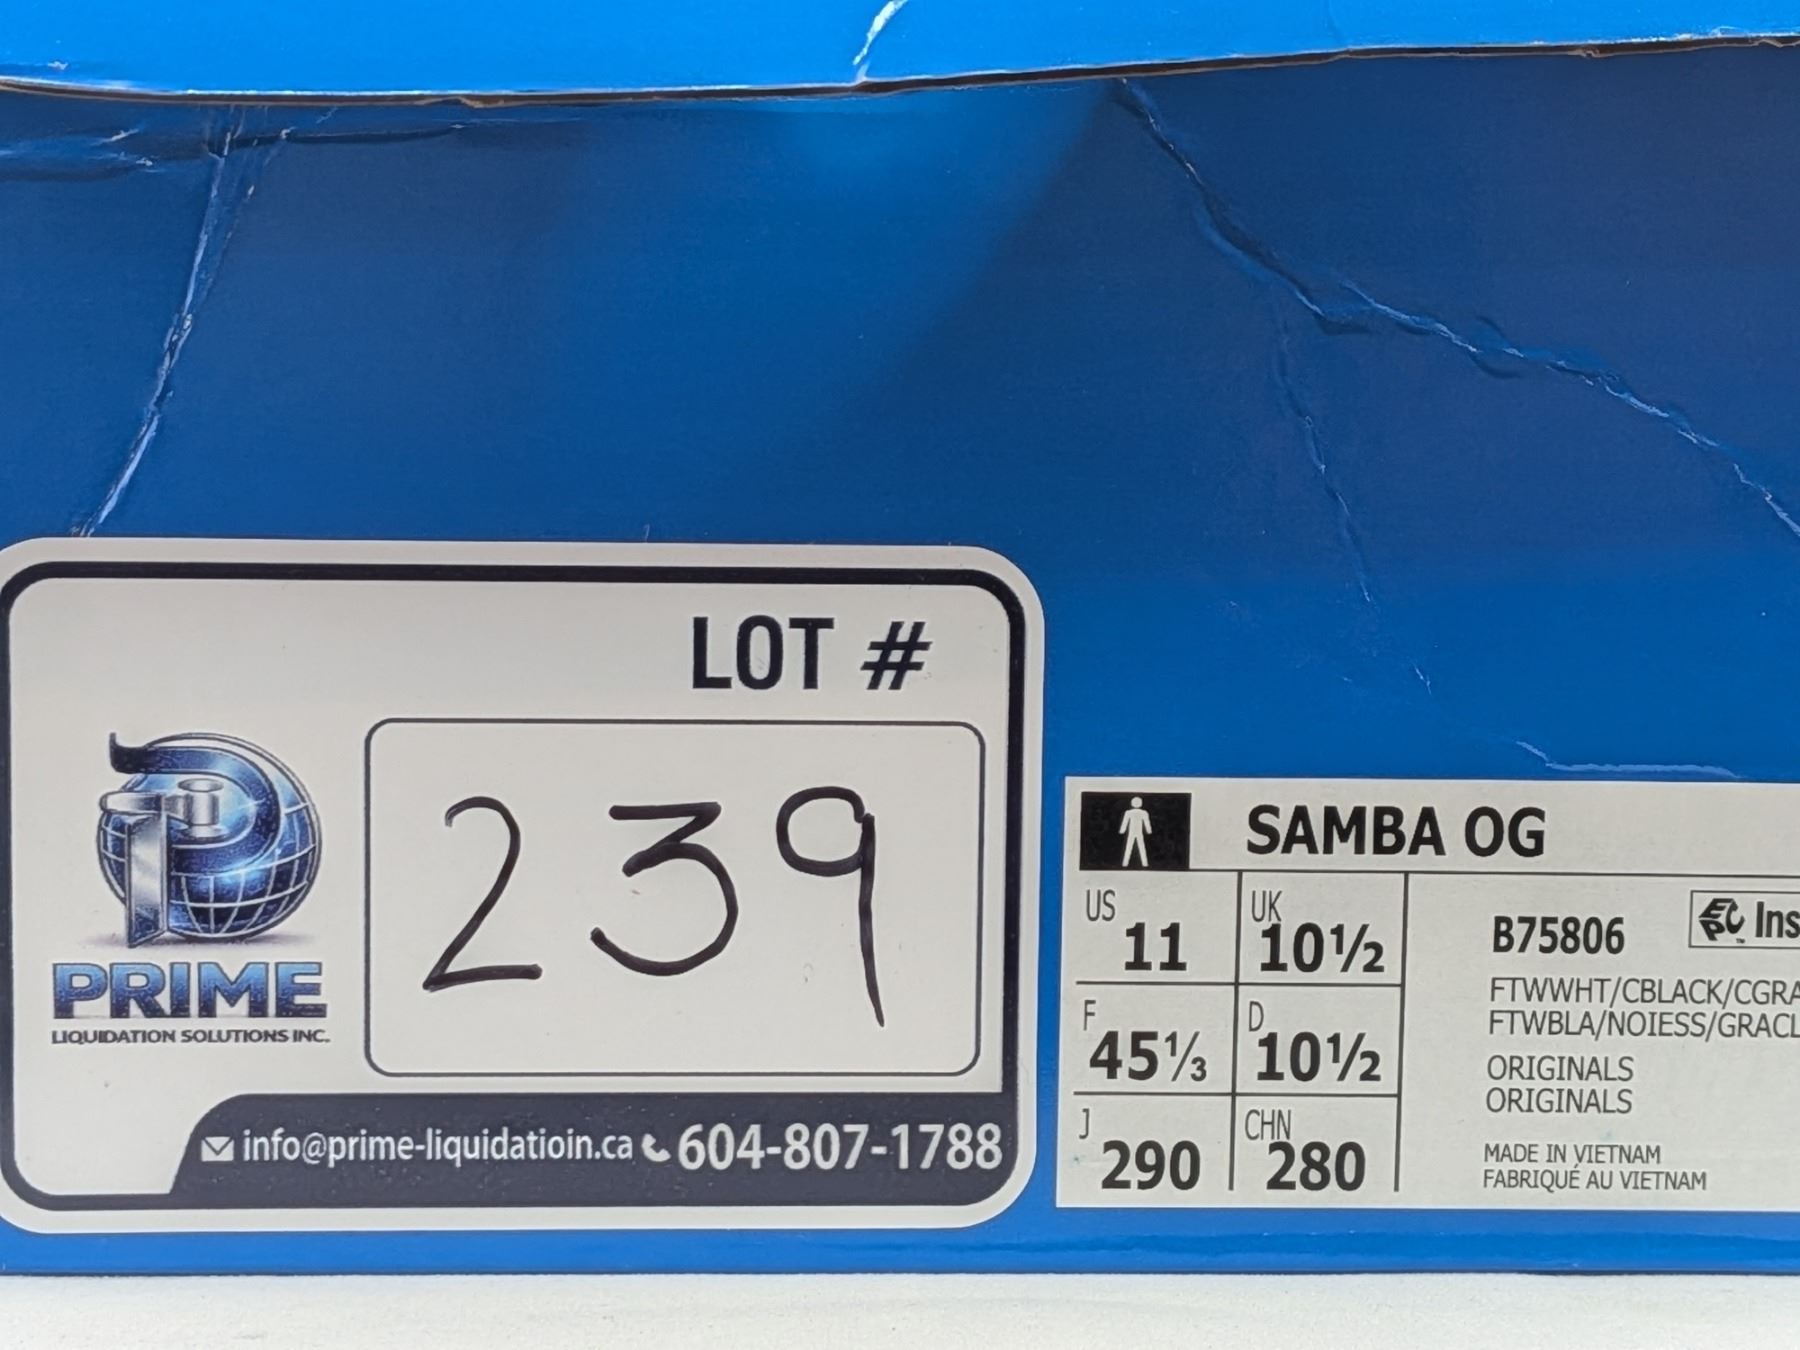 LOT #
239
PRIME
LIQUIDATION SOLUTIONS INC.
info@prime-liquidatioin.ca 604-807-1788
SAMBA OG
US 11 UK 10½
F 45⅓ D 10½
J 290 CHN 280
B75806
FTWWHT/CBLACK/CGRA
FTWBLA/NOIESS/GRACL
ORIGINALS
ORIGINALS
MADE IN VIETNAM
FABRIQUÉ AU VIETNAM